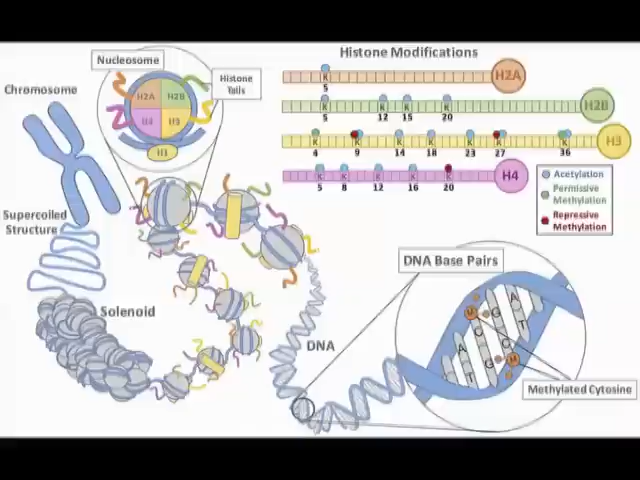 Histone Modifications
Nucleosome
H2A
H2B
H4
H3
H1
Histone
Tails
Chromosome
K
5
H2A
K K K K
5 12 15 20
H2B
K K K K K K K
4 9 14 18 23 27 36
H3
K K K K K
5 8 12 16 20
H4
Acetylation
Permissive
Methylation
Repressive
Methylation
Supercoiled
Structure
Solenoid
DNA
DNA Base Pairs
M
G
A
C
T
A
C
T
G
M
Methylated Cytosine